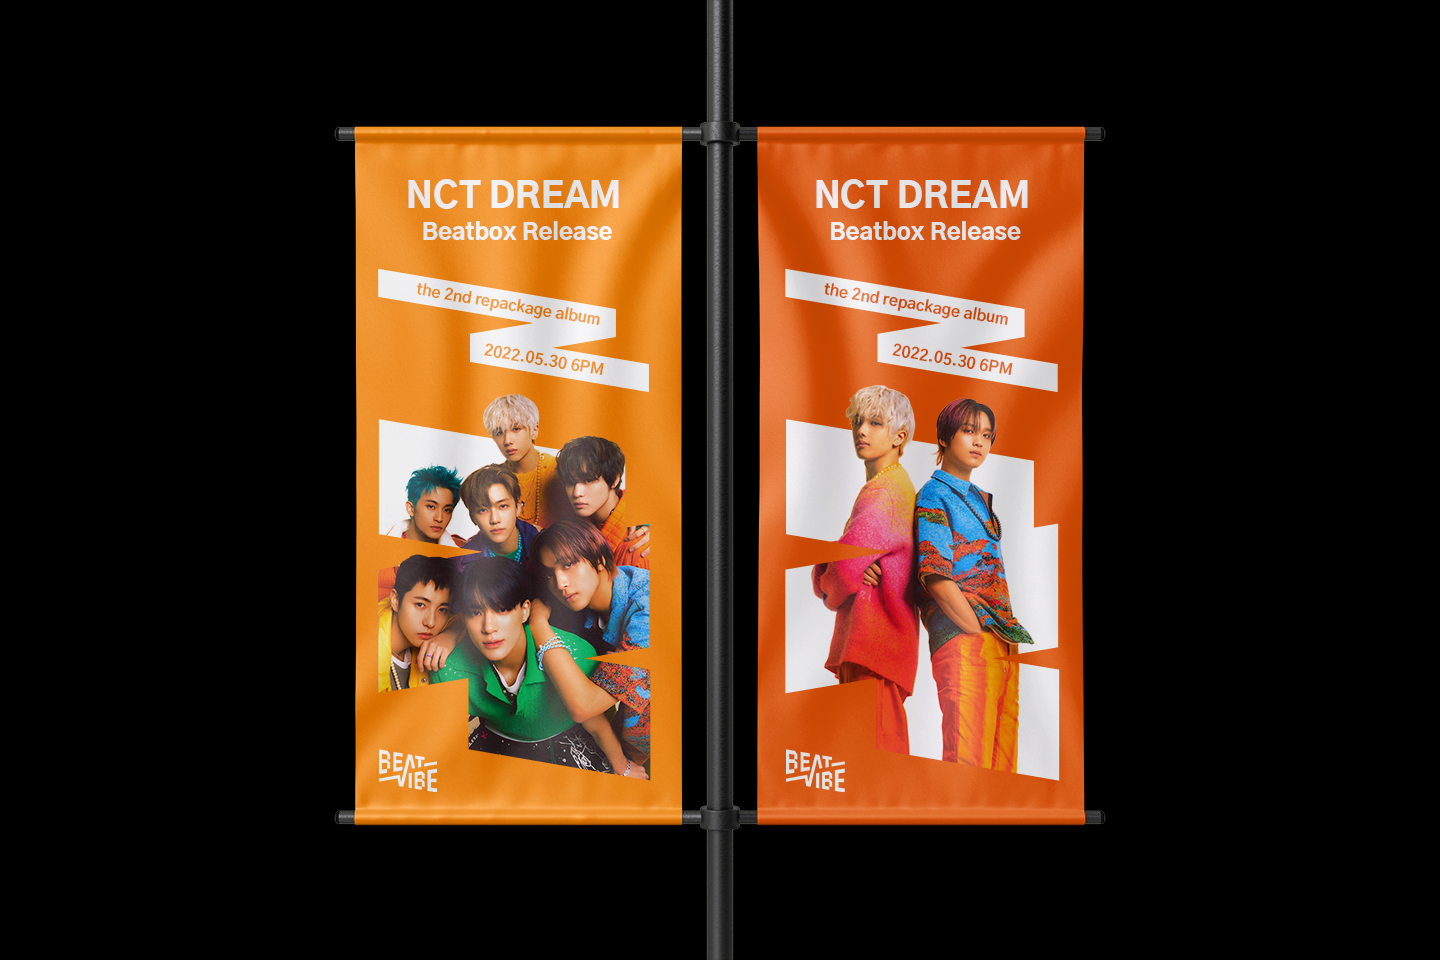 NCT DREAM
Beatbox Release
the 2nd repackage album
2022.05.30 6PM
BEAT
VIBE
NCT DREAM
Beatbox Release
the 2nd repackage album
2022.05.30 6PM
BEAT
VIBE